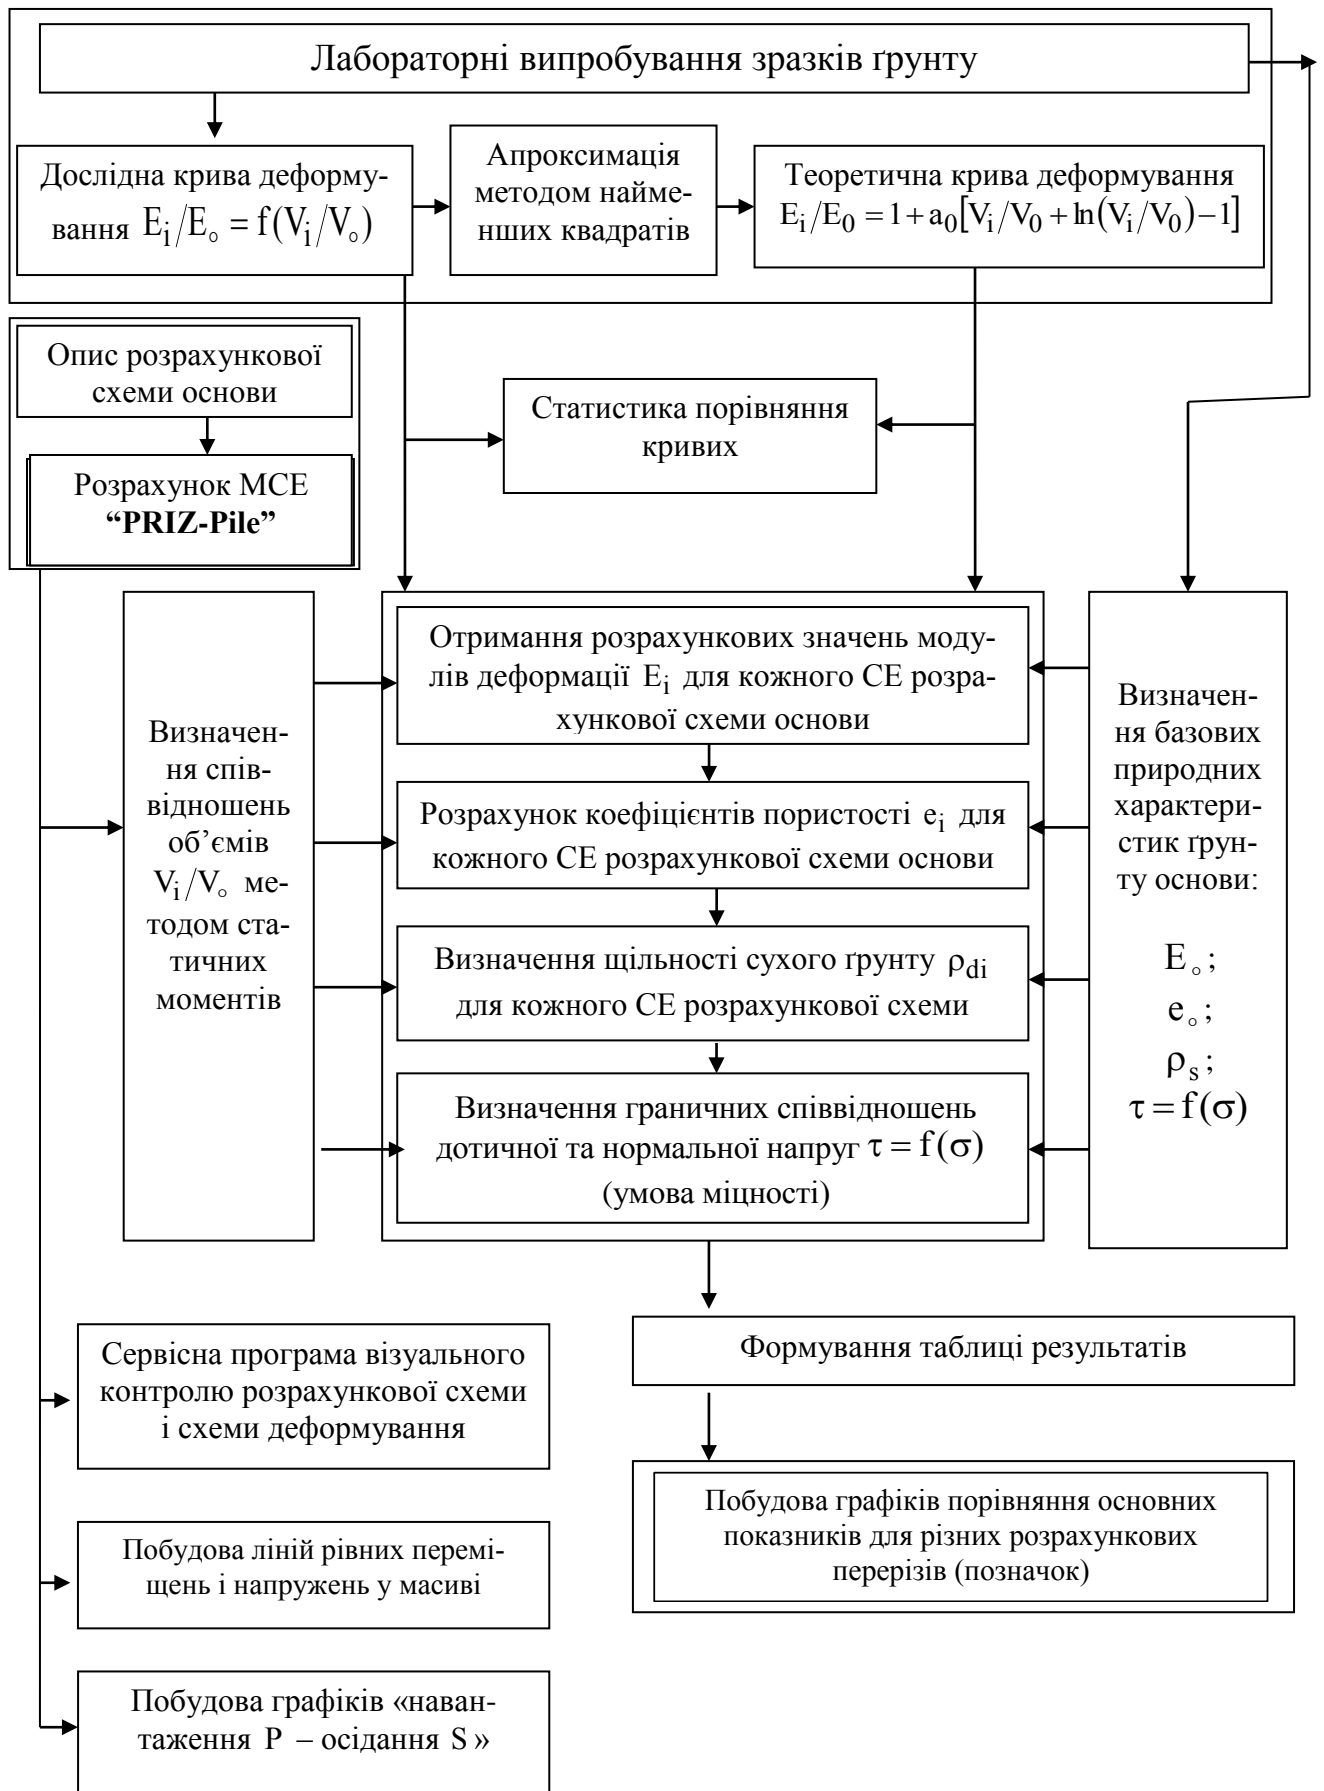 Лабораторні випробування зразків ґрунту
Дослідна крива деформу-
вання E_i/E_o = f(V_i/V_o)
Апроксимація
методом найме-
нших квадратів
Теоретична крива деформування
E_i/E_0 = 1 + a_0[V_i/V_0 + ln(V_i/V_0) − 1]
Опис розрахункової
схеми основи
Розрахунок МСЕ
“PRIZ-Pile”
Статистика порівняння
кривих
Визначен-
ня спів-
відношень
об’ємів
V_i/V_o ме-
тодом ста-
тичних
моментів
Отримання розрахункових значень моду-
лів деформації E_i для кожного СЕ розра-
хункової схеми основи
Розрахунок коефіцієнтів пористості e_i для
кожного СЕ розрахункової схеми основи
Визначення щільності сухого ґрунту ρ_di
для кожного СЕ розрахункової схеми
Визначення граничних співвідношень
дотичної та нормальної напруг τ = f(σ)
(умова міцності)
Визначен-
ня базових
природних
характери-
стик ґрун-
ту основи:
E_o;
e_o;
ρ_s;
τ = f(σ)
Сервісна програма візуального
контролю розрахункової схеми
і схеми деформування
Побудова ліній рівних перемі-
щень і напружень у масиві
Побудова графіків «наван-
таження P – осідання S»
Формування таблиці результатів
Побудова графіків порівняння основних
показників для різних розрахункових
перерізів (позначок)